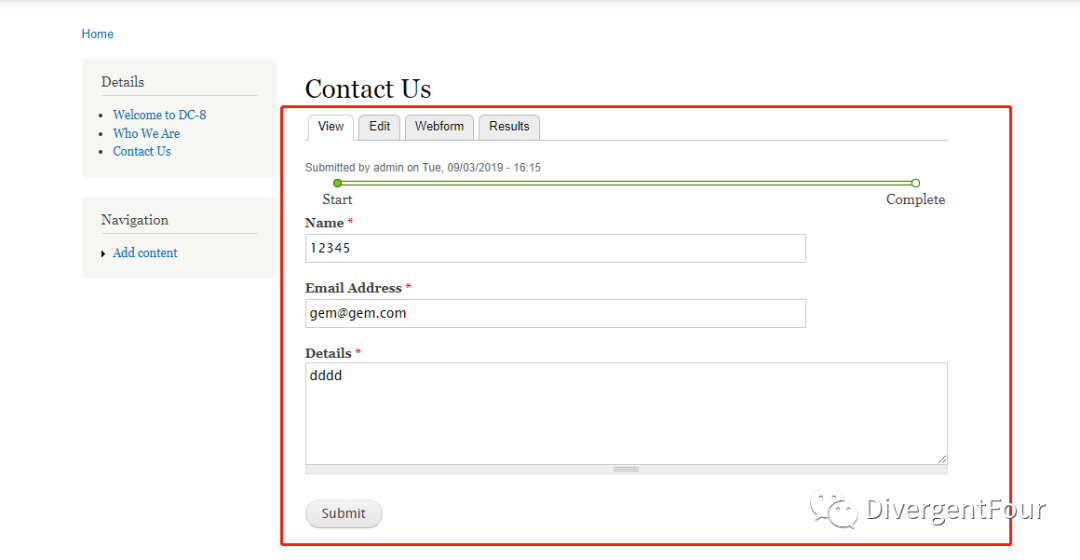 Home
Details
Welcome to DC-8
Who We Are
Contact Us
Navigation
Add content
Contact Us
View Edit Webform Results
Submitted by admin on Tue, 09/03/2019 - 16:15
Start Complete
Name *
12345
Email Address *
gem@gem.com
Details *
dddd
Submit
DivergentFour